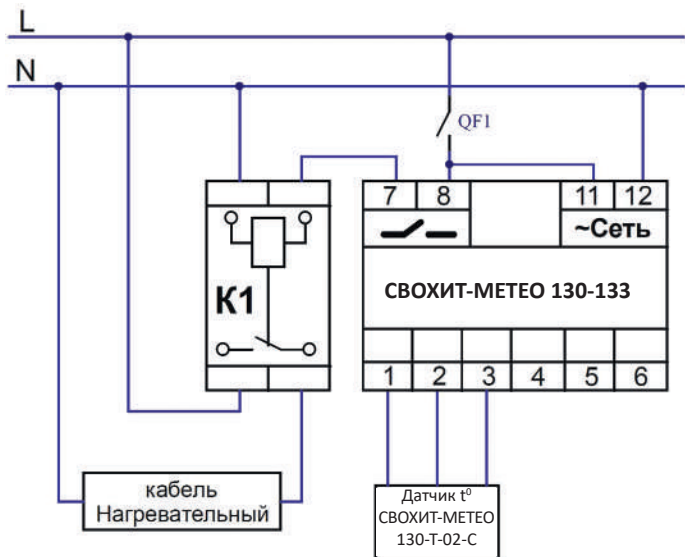 L
N
QF1
7 8 11 12
~Сеть
К1
СВОХИТ-МЕТЕО 130-133
1 2 3 4 5 6
кабель
Нагревательный
Датчик t⁰
СВОХИТ-МЕТЕО
130-Т-02-С